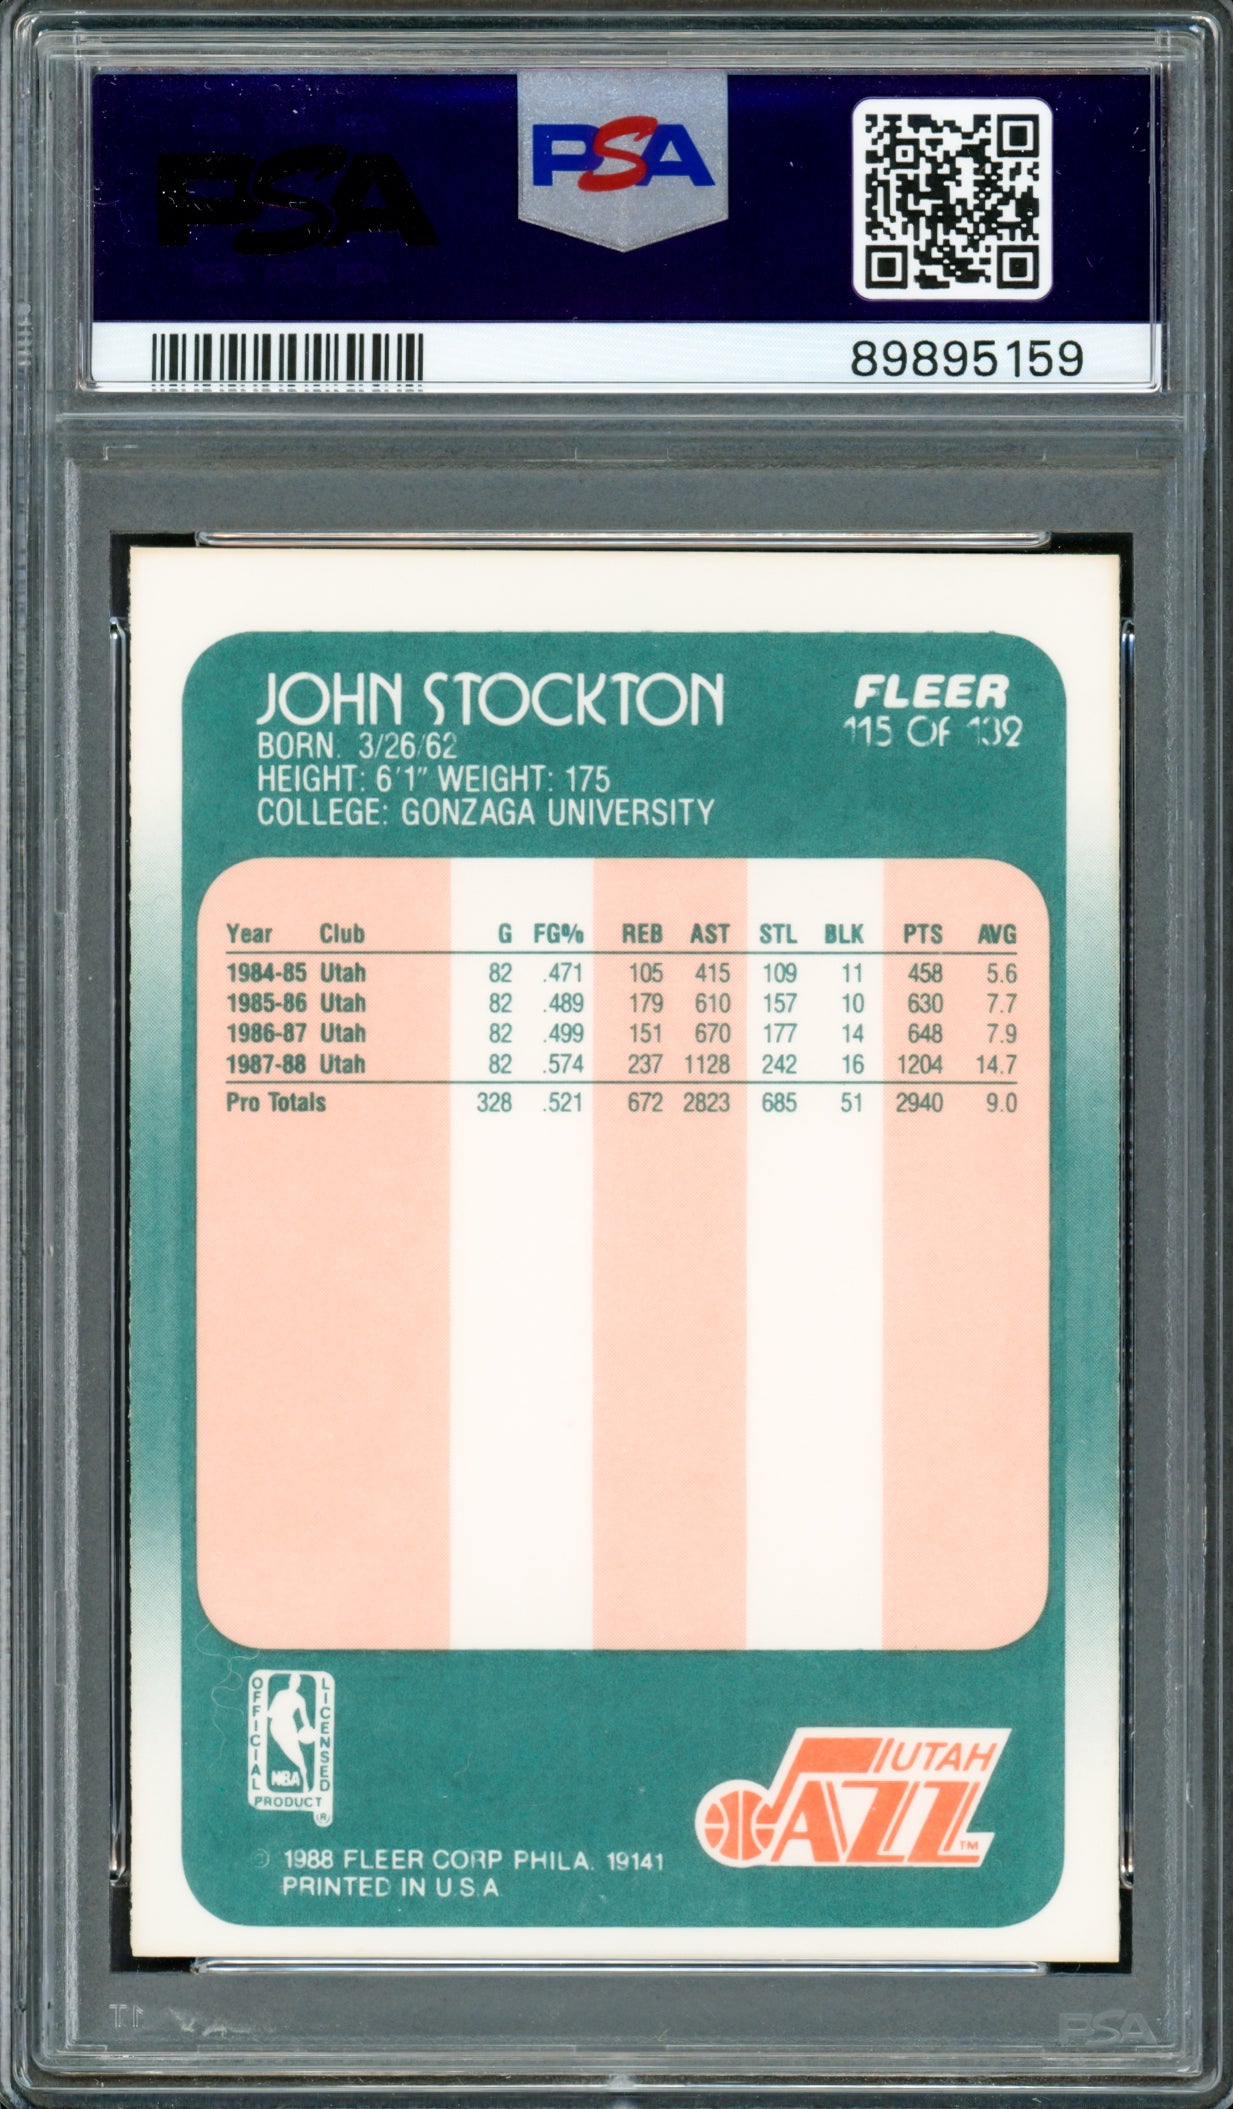 PSA
PSA
89895159
JOHN STOCKTON
FLEER
BORN. 3/26/62
115 OF 132
HEIGHT: 6'1" WEIGHT: 175
COLLEGE: GONZAGA UNIVERSITY
Year Club G FG% REB AST STL BLK PTS AVG
1984-85 Utah 82 .471 105 415 109 11 458 5.6
1985-86 Utah 82 .489 179 610 157 10 630 7.7
1986-87 Utah 82 .499 151 670 177 14 648 7.9
1987-88 Utah 82 .574 237 1128 242 16 1204 14.7
Pro Totals 328 .521 672 2823 685 51 2940 9.0
OFFICIAL
LICENSED
NBA
PRODUCT
®
UTAH
JAZZ
TM
© 1988 FLEER CORP PHILA. 19141
PRINTED IN U.S.A
PSA